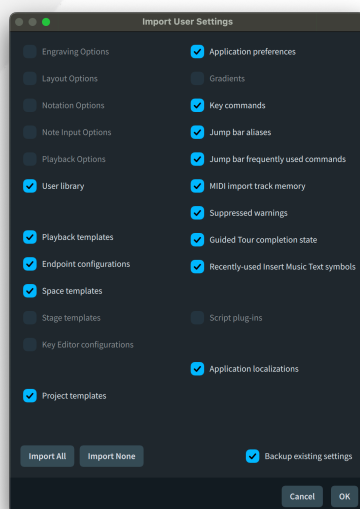 Import User Settings
Engraving Options
Application preferences
Layout Options
Gradients
Notation Options
Key commands
Note Input Options
Jump bar aliases
Playback Options
Jump bar frequently used commands
User library
MIDI import track memory
Suppressed warnings
Playback templates
Guided Tour completion state
Endpoint configurations
Recently-used Insert Music Text symbols
Space templates
Stage templates
Script plug-ins
Key Editor configurations
Application localizations
Project templates
Import All
Import None
Backup existing settings
Cancel
OK